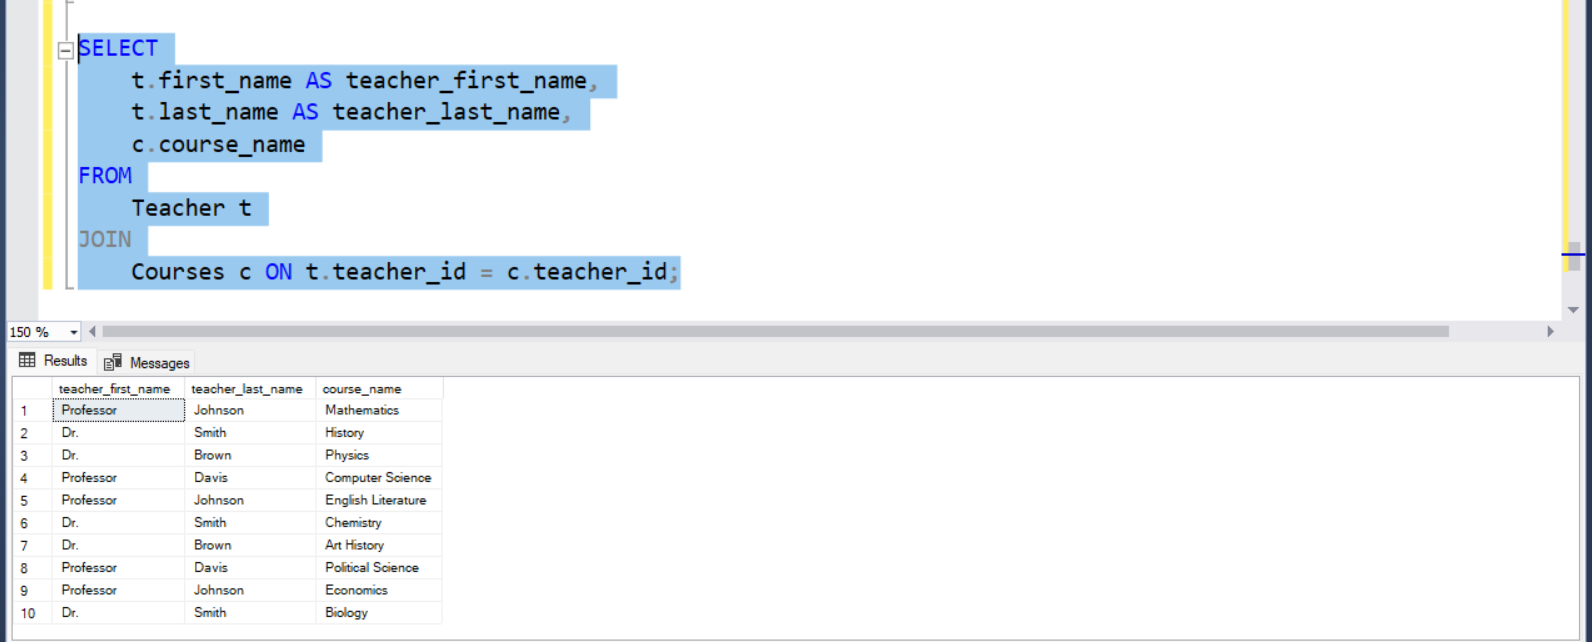 SELECT
t.first_name AS teacher_first_name,
t.last_name AS teacher_last_name,
c.course_name
FROM
Teacher t
JOIN
Courses c ON t.teacher_id = c.teacher_id;
150 %
Results Messages
teacher_first_name teacher_last_name course_name
1 Professor Johnson Mathematics
2 Dr. Smith History
3 Dr. Brown Physics
4 Professor Davis Computer Science
5 Professor Johnson English Literature
6 Dr. Smith Chemistry
7 Dr. Brown Art History
8 Professor Davis Political Science
9 Professor Johnson Economics
10 Dr. Smith Biology